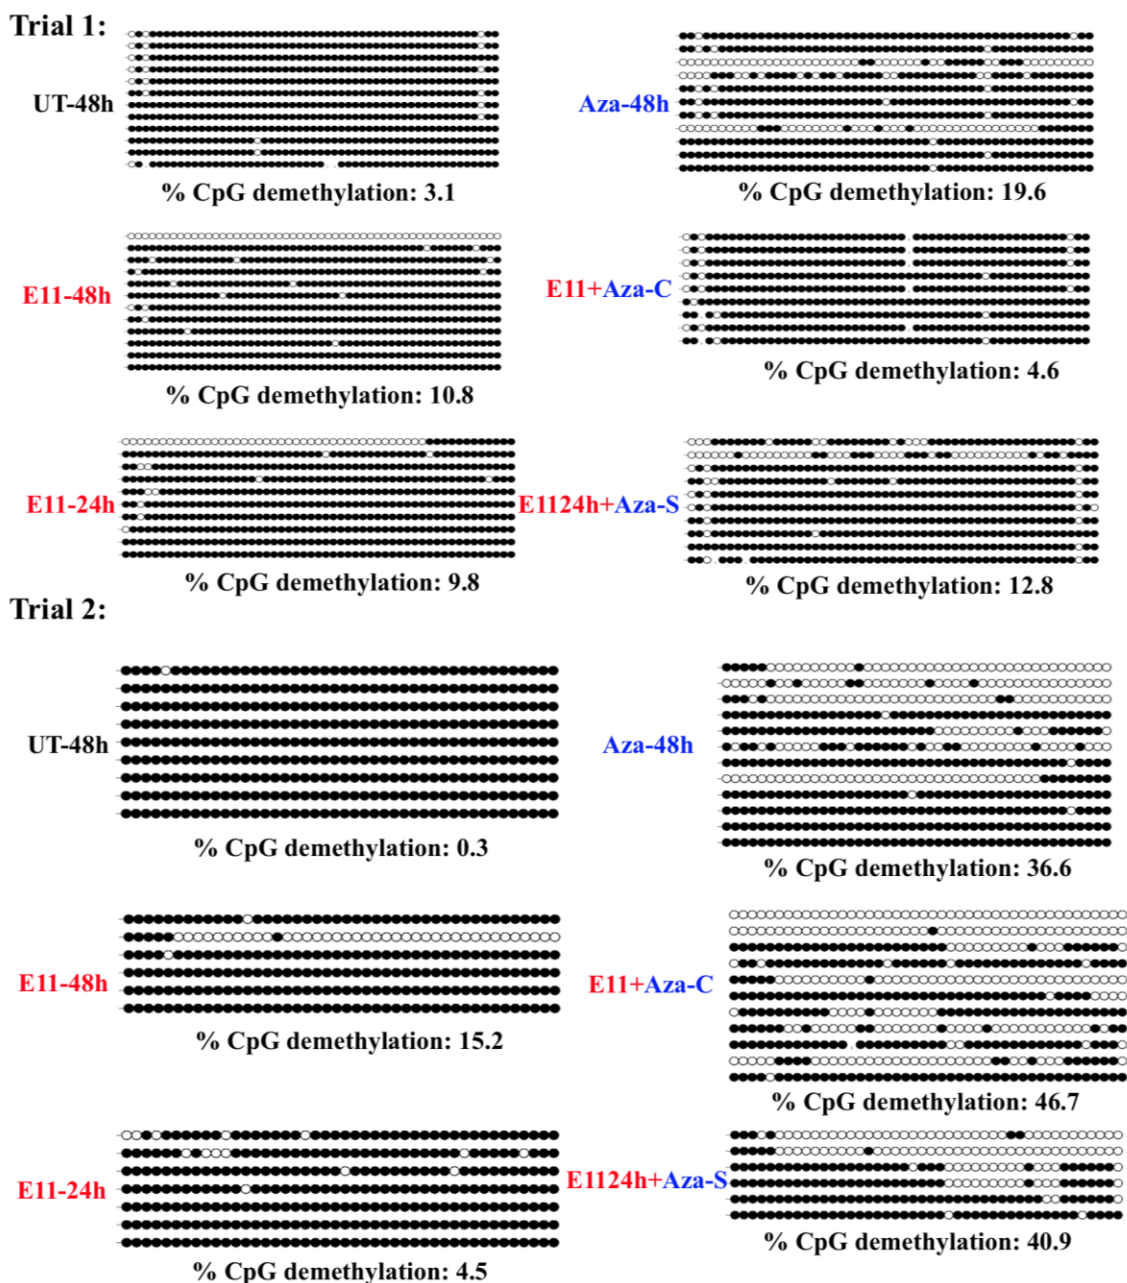 Trial 1:
UT-48h
% CpG demethylation: 3.1
Aza-48h
% CpG demethylation: 19.6
E11-48h
% CpG demethylation: 10.8
E11+Aza-C
% CpG demethylation: 4.6
E11-24h
% CpG demethylation: 9.8
E1124h+Aza-S
% CpG demethylation: 12.8
Trial 2:
UT-48h
% CpG demethylation: 0.3
Aza-48h
% CpG demethylation: 36.6
E11-48h
% CpG demethylation: 15.2
E11+Aza-C
% CpG demethylation: 46.7
E11-24h
% CpG demethylation: 4.5
E1124h+Aza-S
% CpG demethylation: 40.9